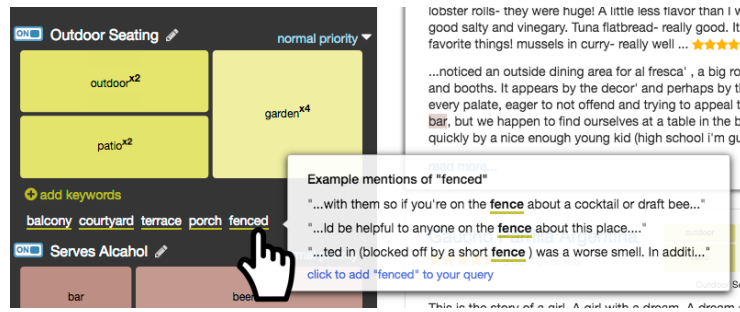 ON Outdoor Seating
normal priority
outdoor x2
garden x4
patio x2
add keywords
balcony courtyard terrace porch fenced
ON Serves Alcahol
bar
beer
lobster rolls- they were huge! A little less flavor than I
good salty and vinegary. Tuna flatbread- really good. It
favorite things! mussels in curry- really well ...
...noticed an outside dining area for al fresca' , a big
and booths. It appears by the decor' and perhaps by
every palate, eager to not offend and trying to appeal
bar, but we happen to find ourselves at a table in the
quickly by a nice enough young kid (high school i'm
read more...
Example mentions of "fenced"
"...with them so if you're on the fence about a cocktail or draft bee..."
"...ld be helpful to anyone on the fence about this place...."
"...ted in (blocked off by a short fence ) was a worse smell. In additi..."
click to add "fenced" to your query
Argentina
outdoor
This is the story of a girl. A girl with a dream. A dream